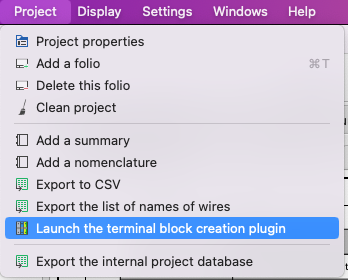 Project Display Settings Windows Help
Project properties
Add a folio ⌘T
Delete this folio
Clean project
Add a summary
Add a nomenclature
Export to CSV
Export the list of names of wires
Launch the terminal block creation plugin
Export the internal project database